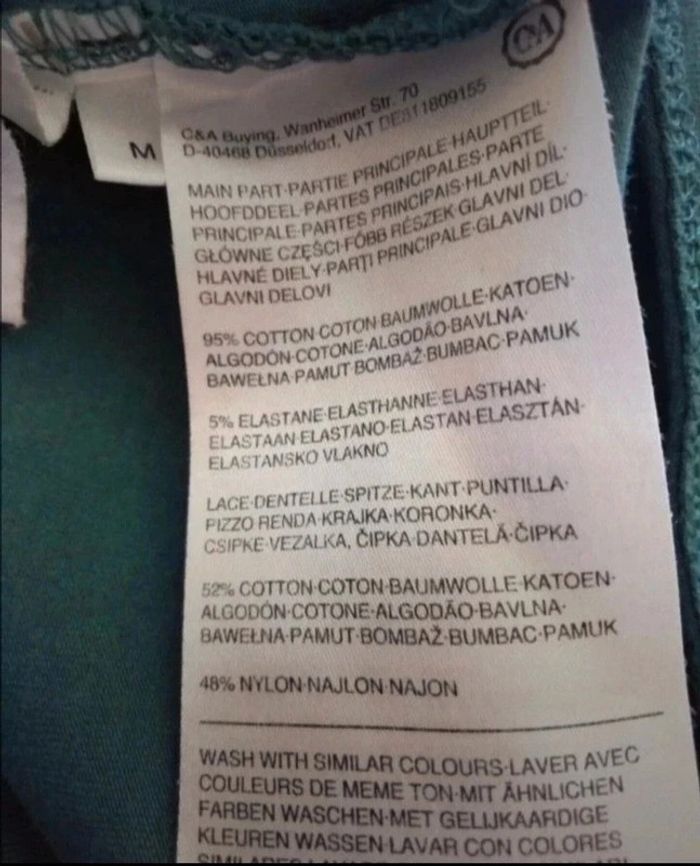 C&A
M
C&A Buying, Wanheimer Str. 70
D-40468 Düsseldorf, VAT DE811809155
MAIN PART·PARTIE PRINCIPALE·HAUPTTEIL·
HOOFDDEEL·PARTES PRINCIPALES·PARTE
PRINCIPALE·PARTES PRINCIPAIS·HLAVNÍ DÍL·
GŁÓWNE CZĘŚCI·FŐBB RÉSZEK·GLAVNI DEL·
HLAVNÉ DIELY·PARȚI PRINCIPALE·GLAVNI DIO·
GLAVNI DELOVI
95% COTTON·COTON·BAUMWOLLE·KATOEN·
ALGODÓN·COTONE·ALGODÃO·BAVLNA·
BAWEŁNA·PAMUT·BOMBAŽ·BUMBAC·PAMUK
5% ELASTANE·ELASTHANNE·ELASTHAN·
ELASTAAN·ELASTANO·ELASTAN·ELASZTÁN·
ELASTANSKO VLAKNO
LACE·DENTELLE·SPITZE·KANT·PUNTILLA·
PIZZO·RENDA·KRAJKA·KORONKA·
CSIPKE·VEZALKA, ČIPKA·DANTELĂ·ČIPKA
52% COTTON·COTON·BAUMWOLLE·KATOEN·
ALGODÓN·COTONE·ALGODÃO·BAVLNA·
BAWEŁNA·PAMUT·BOMBAŽ·BUMBAC·PAMUK
48% NYLON·NAJLON·NAJON
WASH WITH SIMILAR COLOURS·LAVER AVEC
COULEURS DE MEME TON·MIT ÄHNLICHEN
FARBEN WASCHEN·MET GELIJKAARDIGE
KLEUREN WASSEN·LAVAR CON COLORES